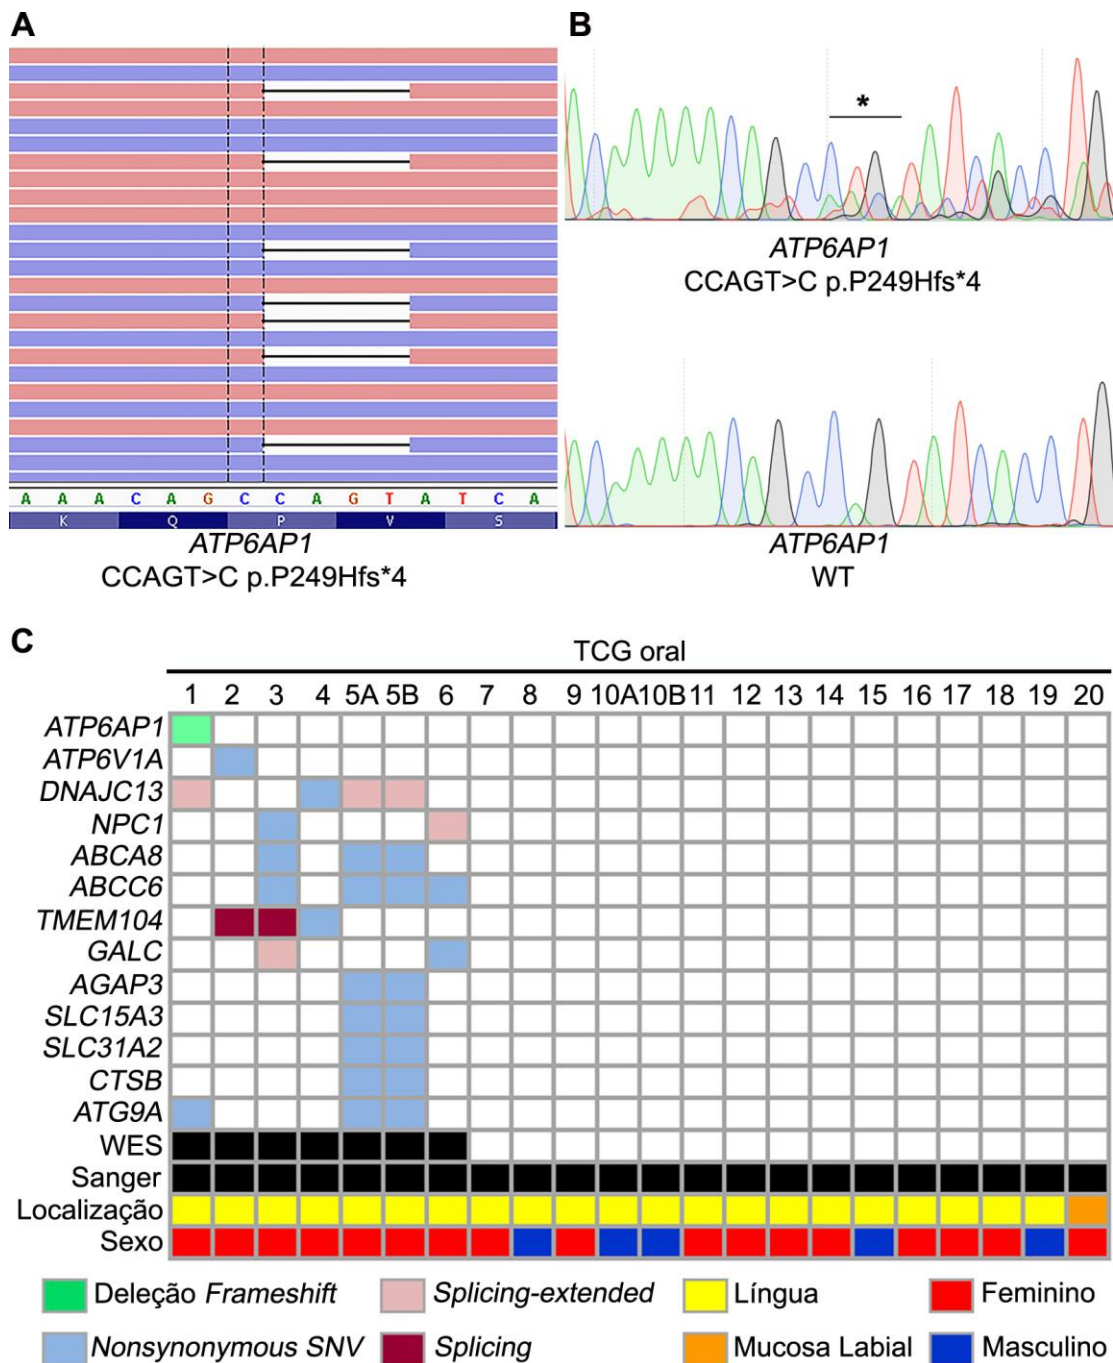 A
B
*
A A A C A G C C A G T A T C A
K Q P V S
ATP6AP1
CCAGT>C p.P249Hfs*4
ATP6AP1
CCAGT>C p.P249Hfs*4
ATP6AP1
WT
C
TCG oral
1 2 3 4 5A 5B 6 7 8 9 10A 10B 11 12 13 14 15 16 17 18 19 20
ATP6AP1
ATP6V1A
DNAJC13
NPC1
ABCA8
ABCC6
TMEM104
GALC
AGAP3
SLC15A3
SLC31A2
CTSB
ATG9A
WES
Sanger
Localização
Sexo
Deleção Frameshift
Splicing-extended
Língua
Feminino
Nonsynonymous SNV
Splicing
Mucosa Labial
Masculino